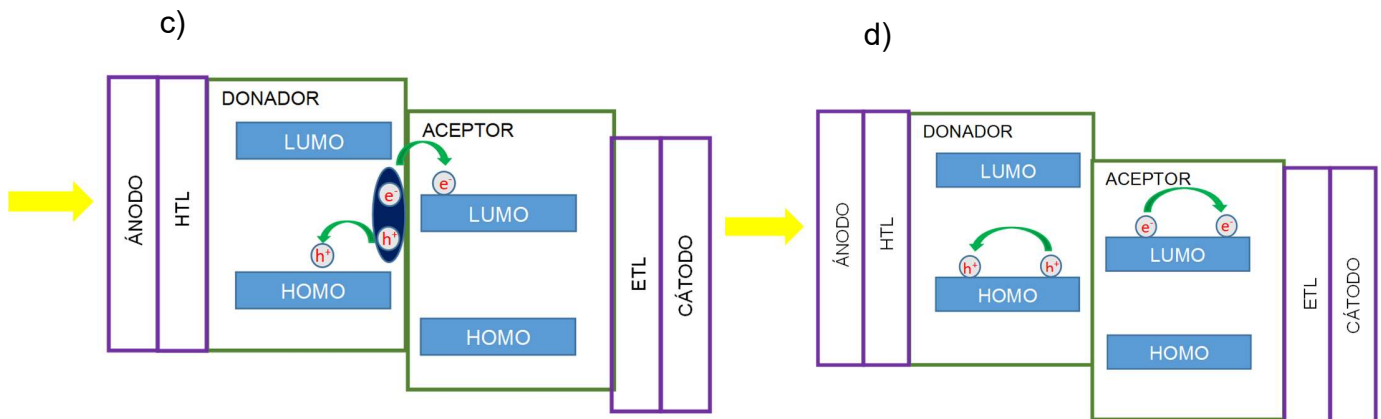 c)
DONADOR
LUMO
ÁNODO
HTL
ACEPTOR
e-
e-
LUMO
h+
h+
HOMO
HOMO
ETL
CÁTODO
d)
DONADOR
LUMO
ÁNODO
HTL
ACEPTOR
e-
e-
LUMO
h+
h+
HOMO
HOMO
ETL
CÁTODO